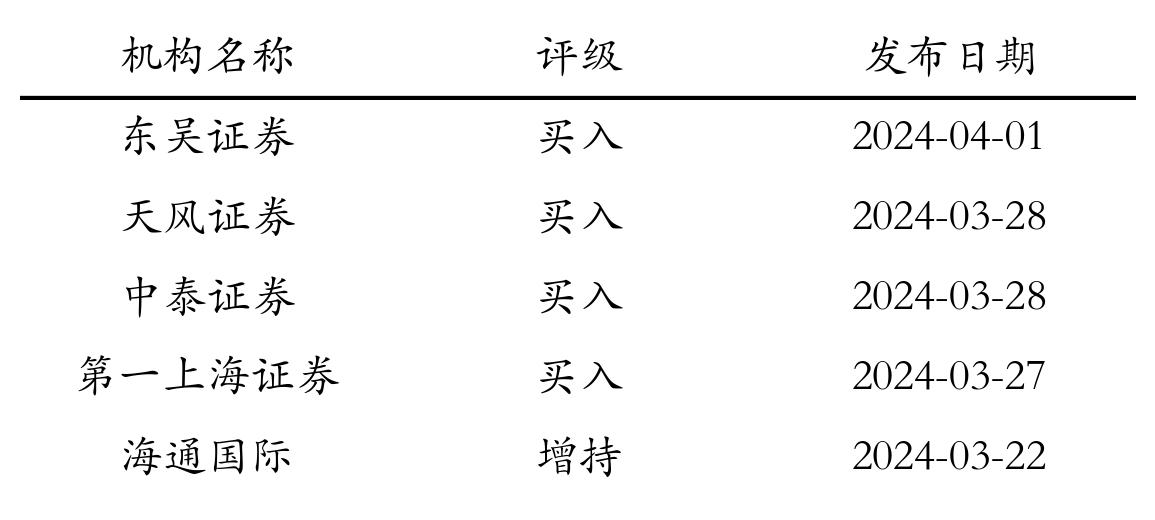 机构名称 评级 发布日期
东吴证券 买入 2024-04-01
天风证券 买入 2024-03-28
中泰证券 买入 2024-03-28
第一上海证券 买入 2024-03-27
海通国际 增持 2024-03-22